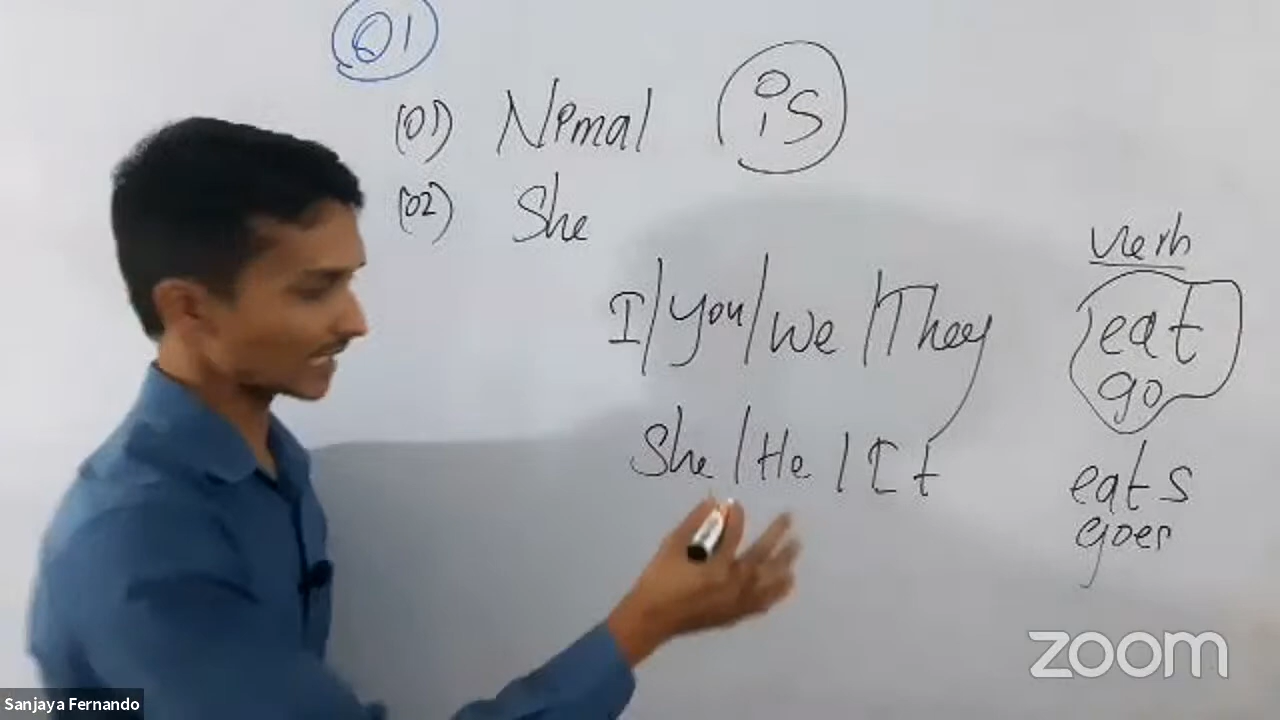 01
(01) Nimal is
(02) She
verb
I/you/we/They eat
go
She/He/It eats
goes
zoom
Sanjaya Fernando